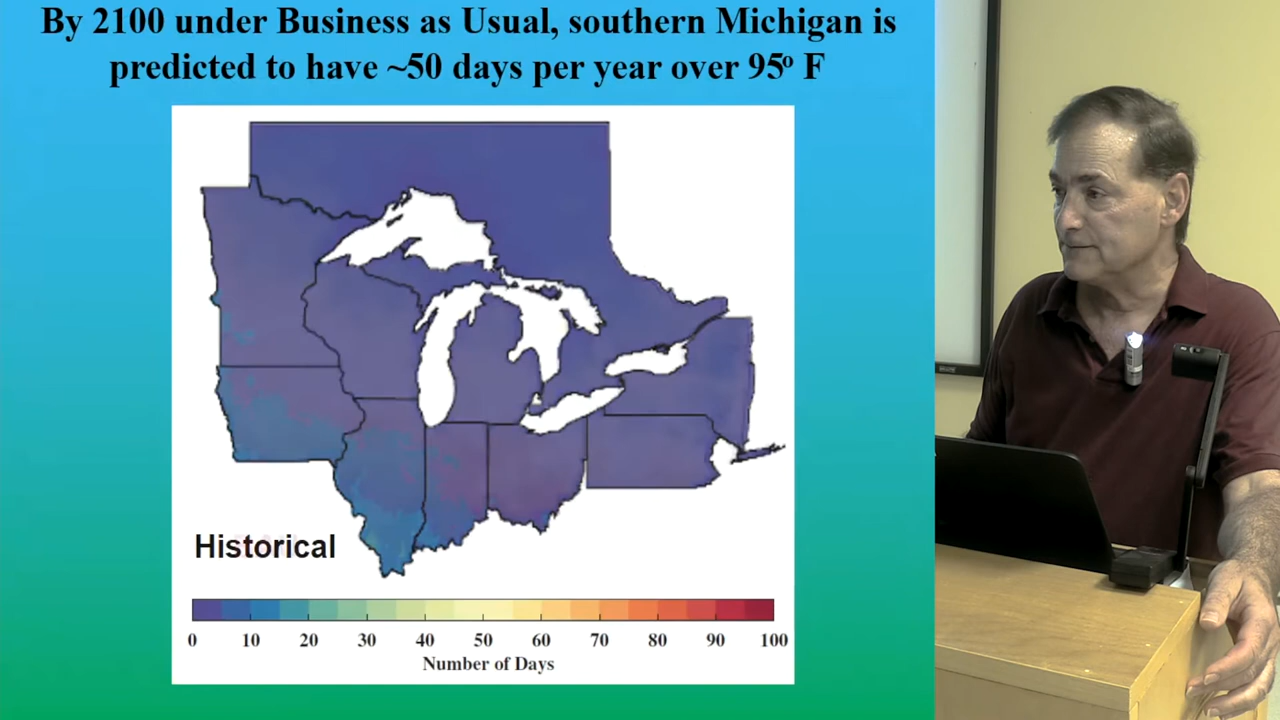 By 2100 under Business as Usual, southern Michigan is
predicted to have ~50 days per year over 95º F
Historical
0 10 20 30 40 50 60 70 80 90 100
Number of Days